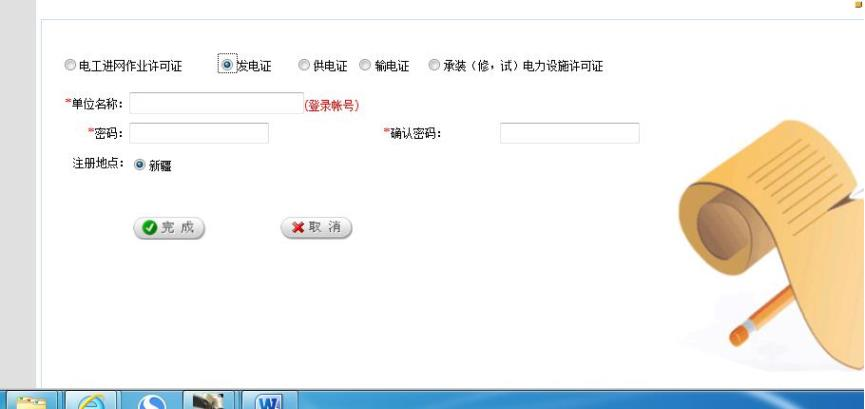 电工进网作业许可证 发电证 供电证 输电证 承装（修，试）电力设施许可证
*单位名称： (登录帐号)
*密码： *确认密码：
注册地点： 新疆
完成 取消
W